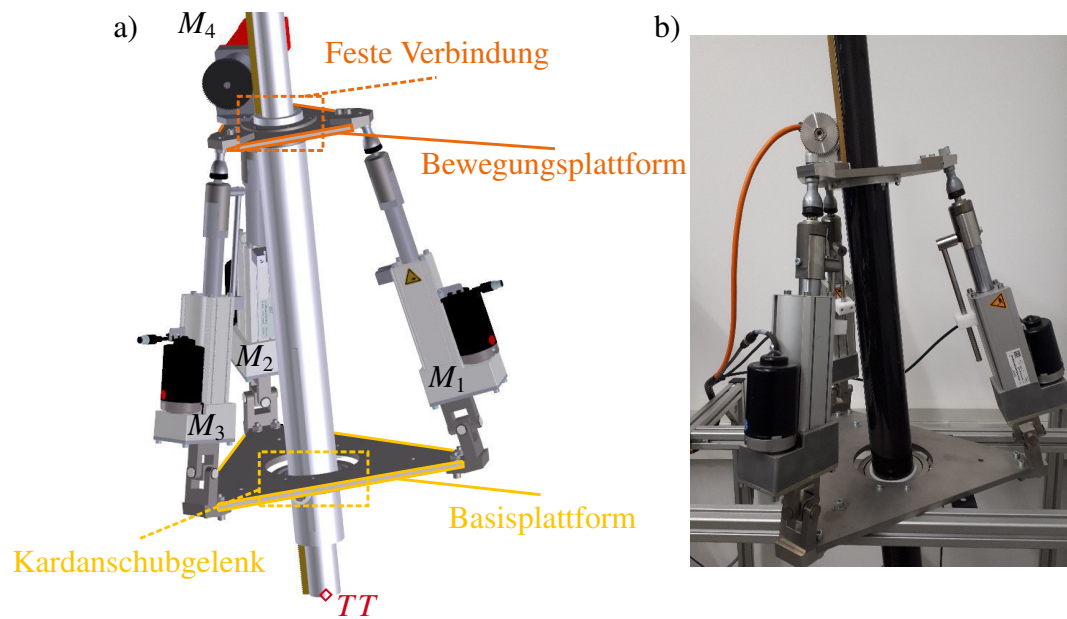 a)
M4
b)
Feste Verbindung
Bewegungsplattform
M2
M1
M3
Basisplattform
Kardanschubgelenk
TT